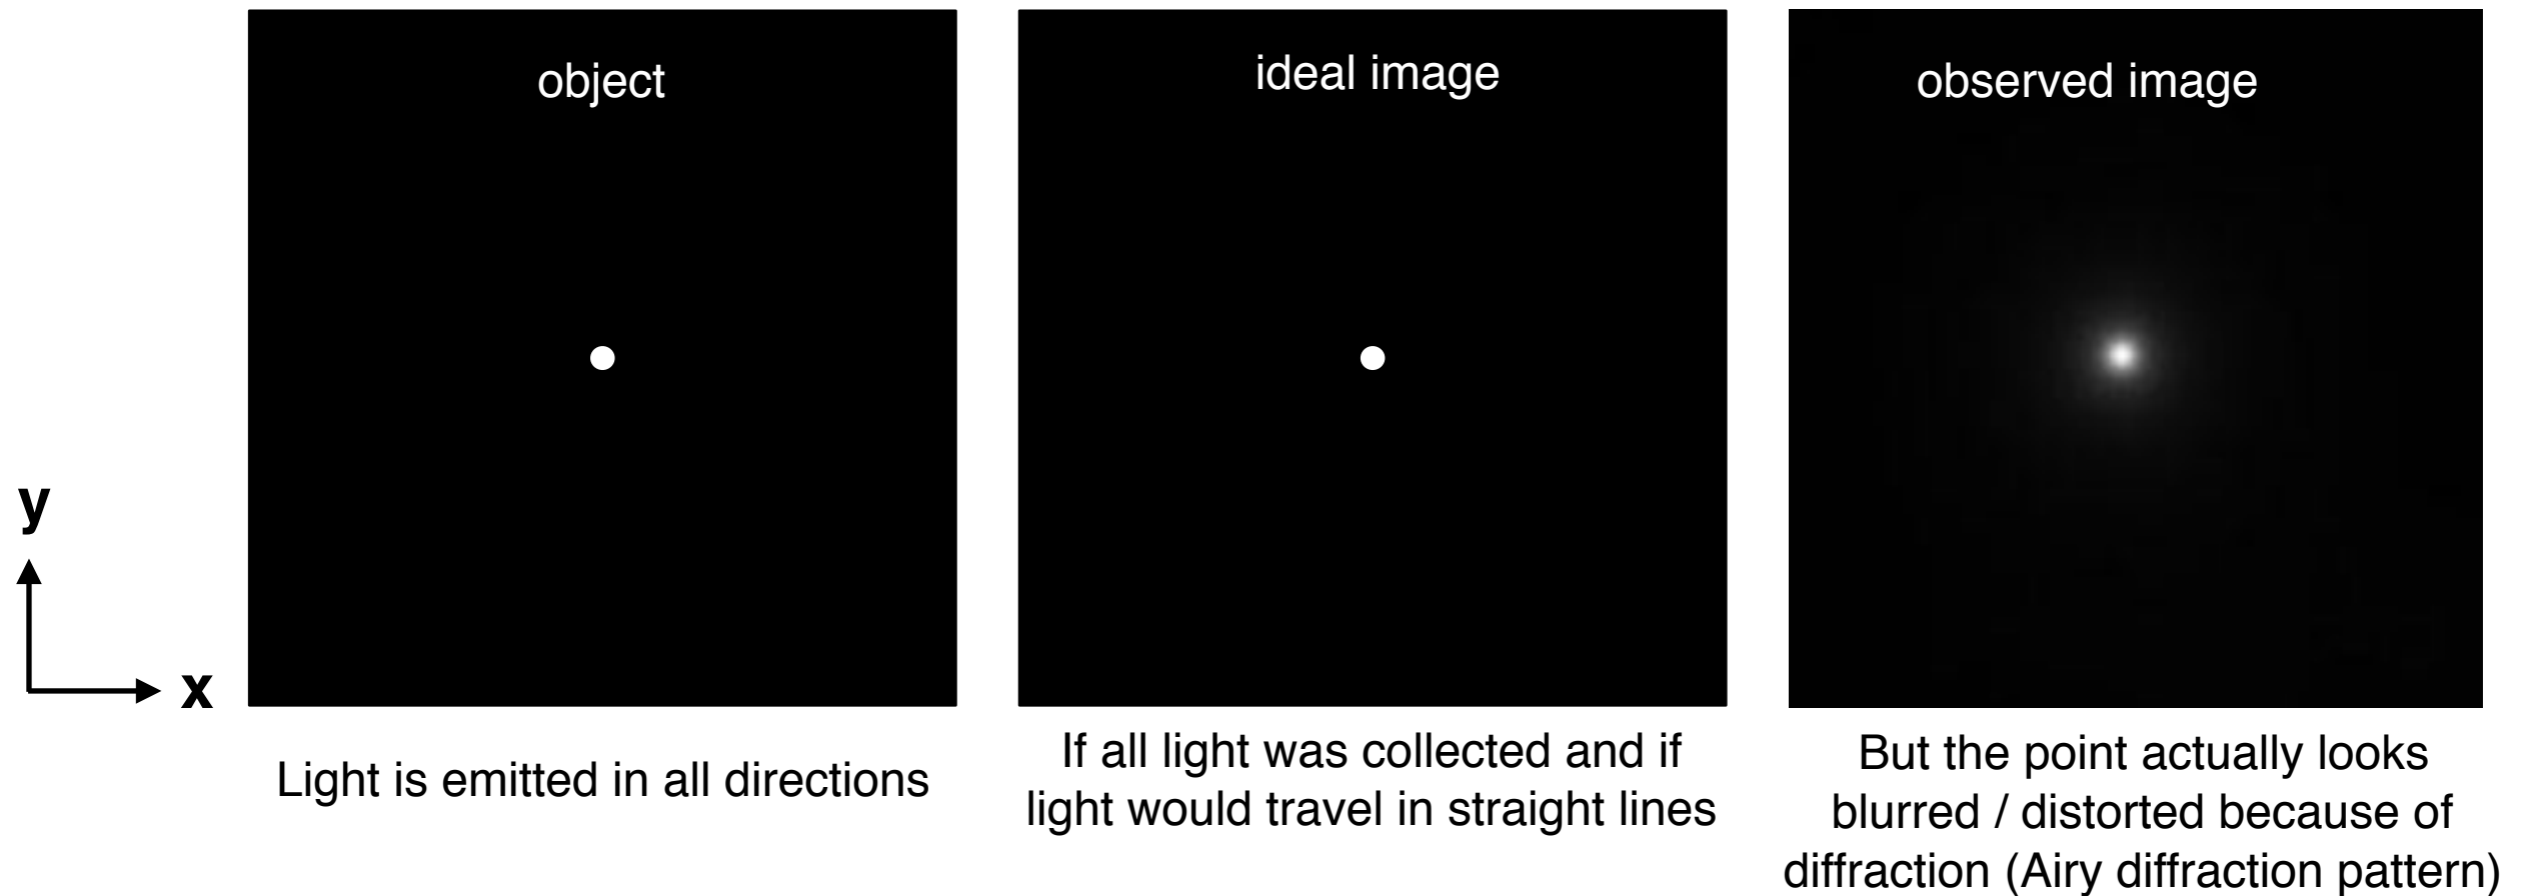 object
ideal image
observed image
y
x
Light is emitted in all directions
If all light was collected and if
light would travel in straight lines
But the point actually looks
blurred / distorted because of
diffraction (Airy diffraction pattern)